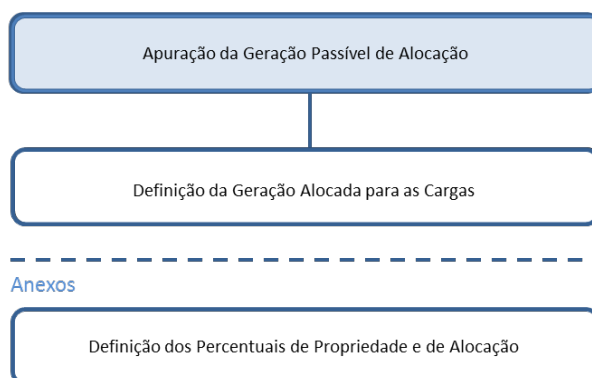 Apuração da Geração Passível de Alocação
Definição da Geração Alocada para as Cargas
Anexos
Definição dos Percentuais de Propriedade e de Alocação